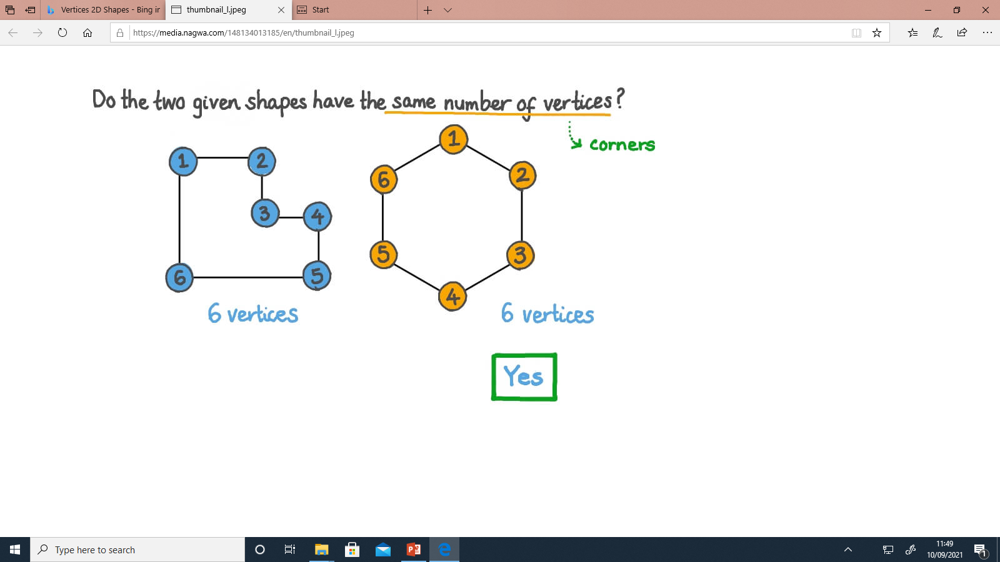 Vertices 2D Shapes - Bing ir
thumbnail_l.jpeg
Start
https://media.nagwa.com/148134013185/en/thumbnail_l.jpeg
Do the two given shapes have the same number of vertices?
corners
1 2
3 4
6 5
6 vertices
1
6 2
5 3
4
6 vertices
Yes
Type here to search
11:49
10/09/2021
1